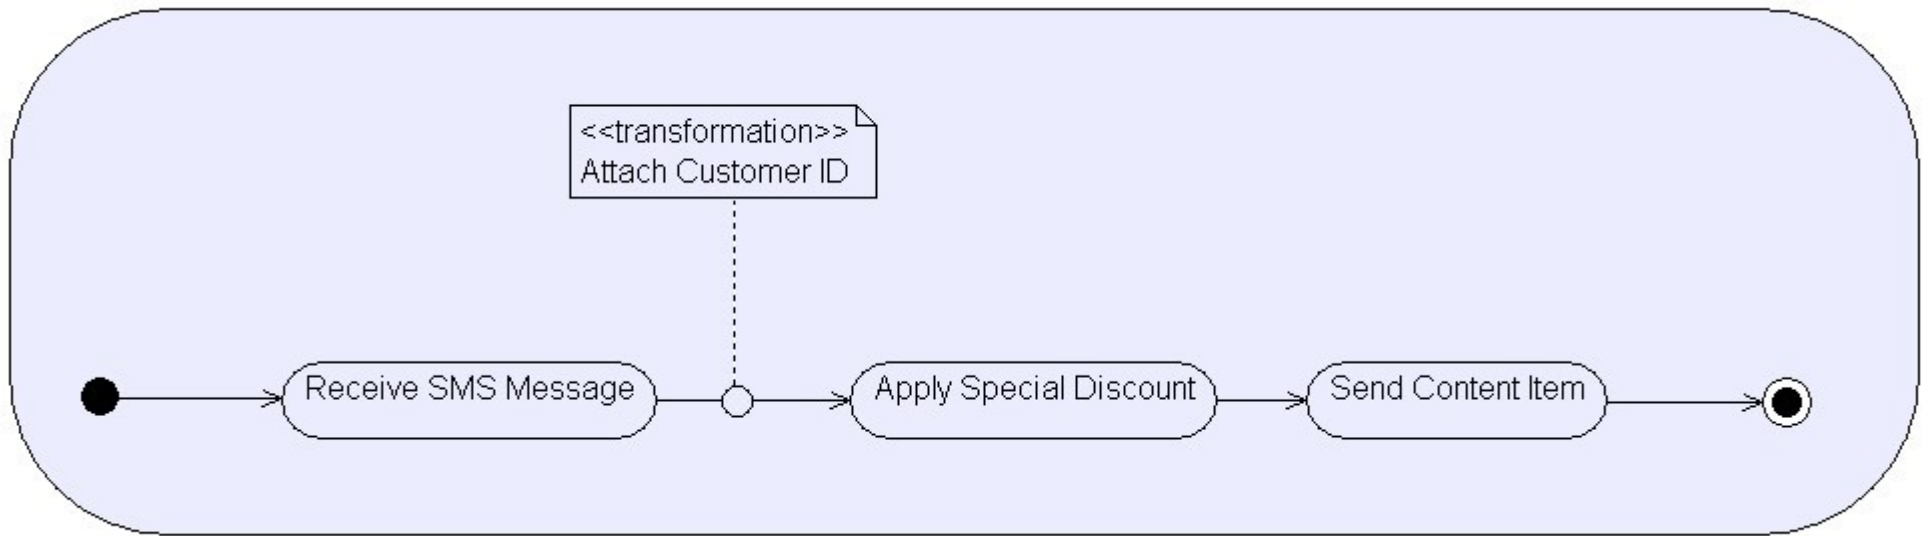 <<transformation>>
Attach Customer ID
Receive SMS Message
Apply Special Discount
Send Content Item